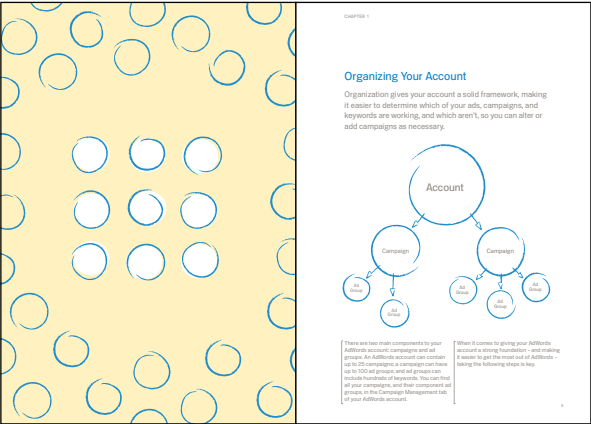 CHAPTER 1
Organizing Your Account
Organization gives your account a solid framework, making
it easier to determine which of your ads, campaigns, and
keywords are working, and which aren't, so you can alter or
add campaigns as necessary.
Account
Campaign
Campaign
Ad
Group
Ad
Group
Ad
Group
Ad
Group
Ad
Group
There are two main components to your
AdWords account: campaigns and ad
groups. An AdWords account can contain
up to 25 campaigns, a campaign can have
up to 100 ad groups; and ad groups can
include hundreds of keywords. You can find
all your campaigns, and their component ad
groups, in the Campaign Management tab
of your AdWords account.
When it comes to giving your AdWords
account a strong foundation – and making
it easier to get the most out of AdWords –
taking the following steps is key.